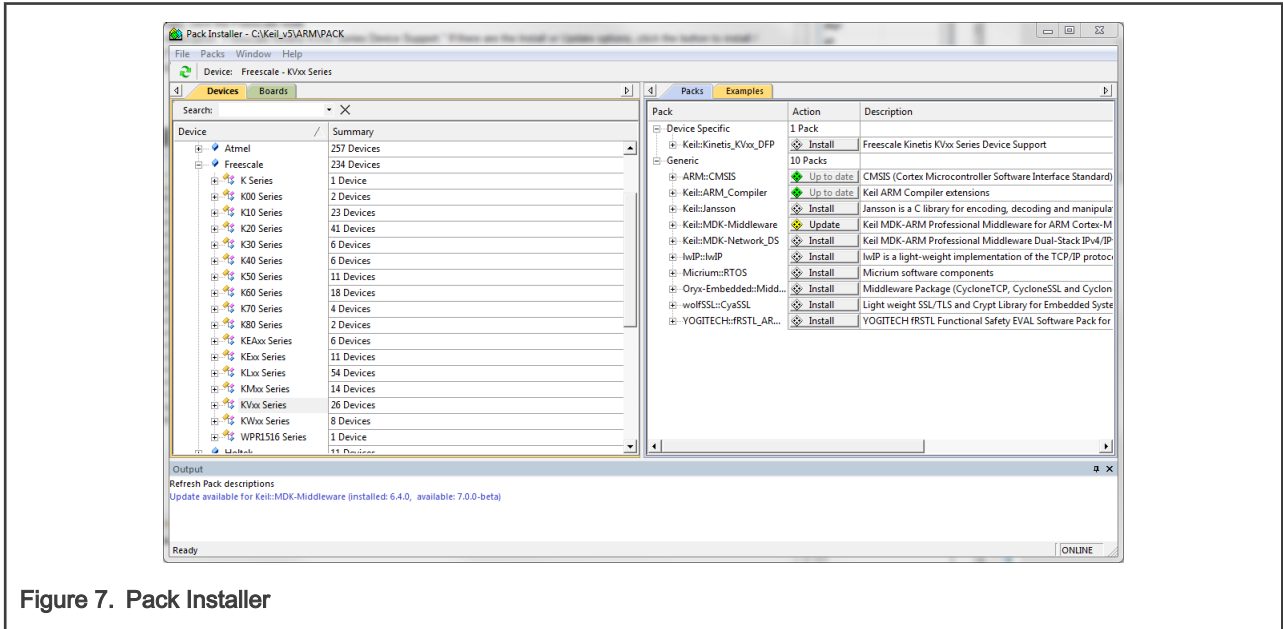 Pack Installer - C:\Keil_v5\ARM\PACK
File Packs Window Help
Device: Freescale - KVxx Series
Devices Boards
Search:
Device / Summary
Atmel 257 Devices
Freescale 234 Devices
K Series 1 Device
K00 Series 2 Devices
K10 Series 23 Devices
K20 Series 41 Devices
K30 Series 6 Devices
K40 Series 6 Devices
K50 Series 11 Devices
K60 Series 18 Devices
K70 Series 4 Devices
K80 Series 2 Devices
KEAxx Series 6 Devices
KExx Series 11 Devices
KLxx Series 54 Devices
KMxx Series 14 Devices
KVxx Series 26 Devices
KWxx Series 8 Devices
WPR1516 Series 1 Device
Holtek 11 Devices
Packs Examples
Pack Action Description
Device Specific 1 Pack
Keil::Kinetis_KVxx_DFP Install Freescale Kinetis KVxx Series Device Support
Generic 10 Packs
ARM::CMSIS Up to date CMSIS (Cortex Microcontroller Software Interface Standard)
Keil::ARM_Compiler Up to date Keil ARM Compiler extensions
Keil::Jansson Install Jansson is a C library for encoding, decoding and manipula
Keil::MDK-Middleware Update Keil MDK-ARM Professional Middleware for ARM Cortex-M
Keil::MDK-Network_DS Install Keil MDK-ARM Professional Middleware Dual-Stack IPv4/IP
lwIP::lwIP Install lwIP is a light-weight implementation of the TCP/IP protoc
Micrium::RTOS Install Micrium software components
Oryx-Embedded::Midd... Install Middleware Package (CycloneTCP, CycloneSSL and Cyclon
wolfSSL::CyaSSL Install Light weight SSL/TLS and Crypt Library for Embedded Syste
YOGITECH::fRSTL_AR... Install YOGITECH fRSTL Functional Safety EVAL Software Pack for
Output
Refresh Pack descriptions
Update available for Keil::MDK-Middleware (installed: 6.4.0, available: 7.0.0-beta)
Ready ONLINE
Figure 7. Pack Installer